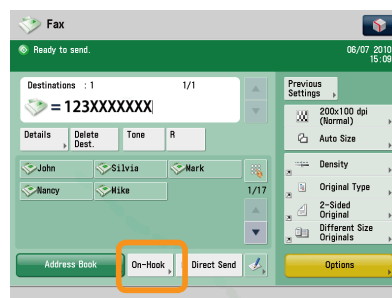 Fax
Ready to send.
06/07 2010
15:09
Destinations : 1
1/1
= 123XXXXXXX
Details
Delete
Dest.
Tone
R
John
Silvia
Mark
Nancy
Mike
1/17
Address Book
On-Hook
Direct Send
Previous
Settings
200x100 dpi
(Normal)
Auto Size
Density
Original Type
2-Sided
Original
Different Size
Originals
Options